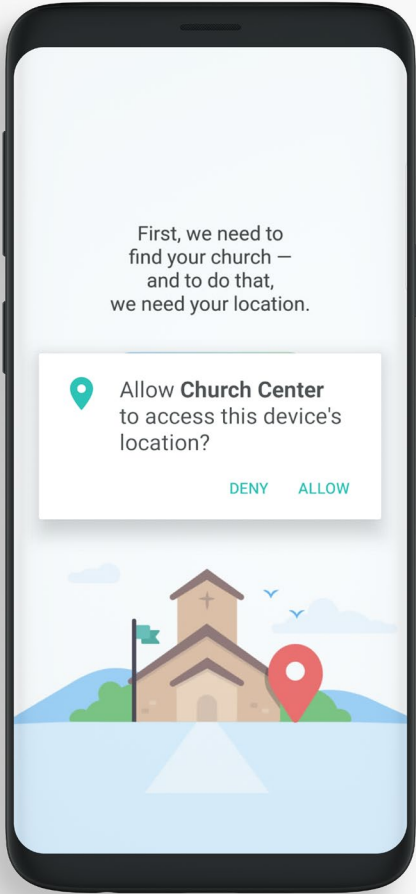 First, we need to
find your church —
and to do that,
we need your location.
Allow Church Center
to access this device's
location?
DENY ALLOW